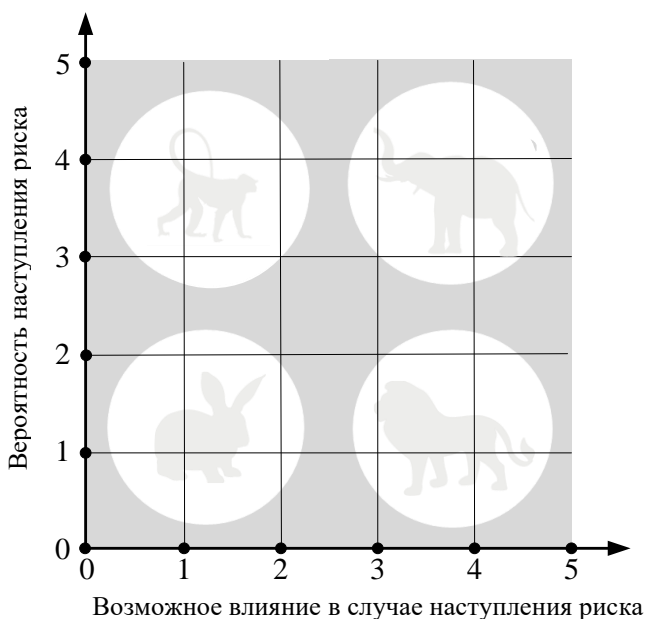 5
4
3
2
1
0
Вероятность наступления риска
0 1 2 3 4 5
Возможное влияние в случае наступления риска